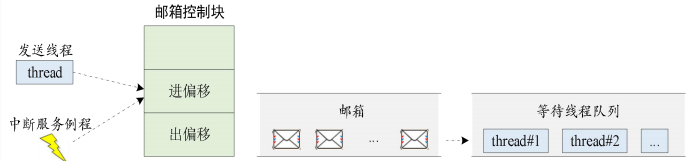 邮箱控制块
发送线程
thread
中断服务例程
进偏移
出偏移
邮箱
...
等待线程队列
thread#1
thread#2
...